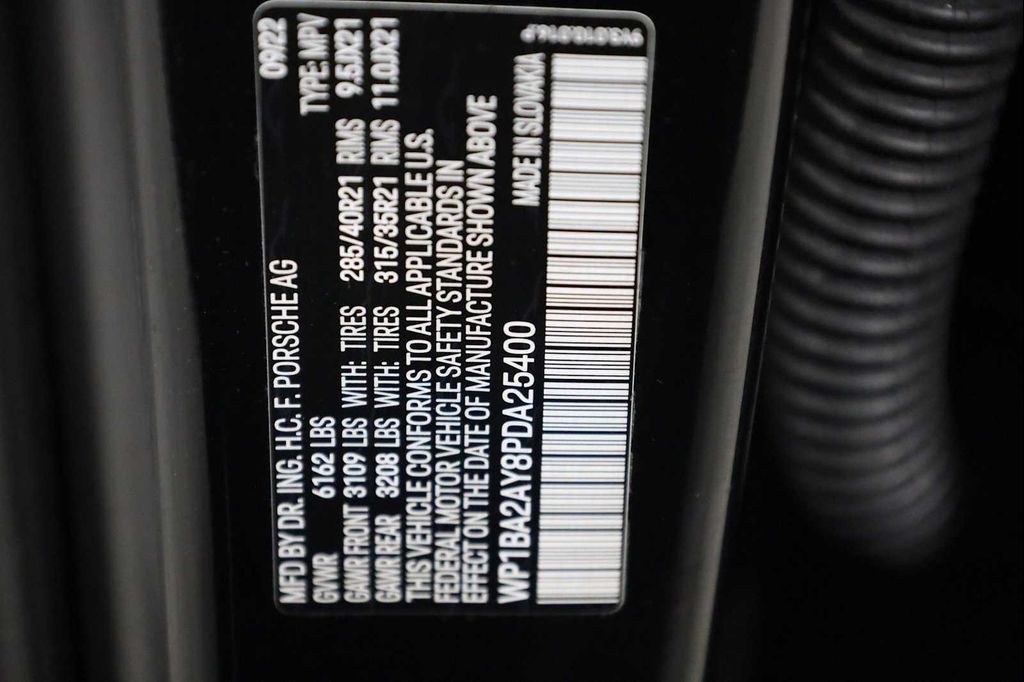 MFD BY DR. ING. H.C. F. PORSCHE AG 09/22
GVWR 6162 LBS TYPE: MPV
GAWR FRONT 3109 LBS WITH: TIRES 285/40R21 RIMS 9.5JX21
GAWR REAR 3208 LBS WITH: TIRES 315/35R21 RIMS 11.0JX21
THIS VEHICLE CONFORMS TO ALL APPLICABLE U.S.
FEDERAL MOTOR VEHICLE SAFETY STANDARDS IN
EFFECT ON THE DATE OF MANUFACTURE SHOWN ABOVE
WP1BA2AY8PDA25400 MADE IN SLOVAKIA